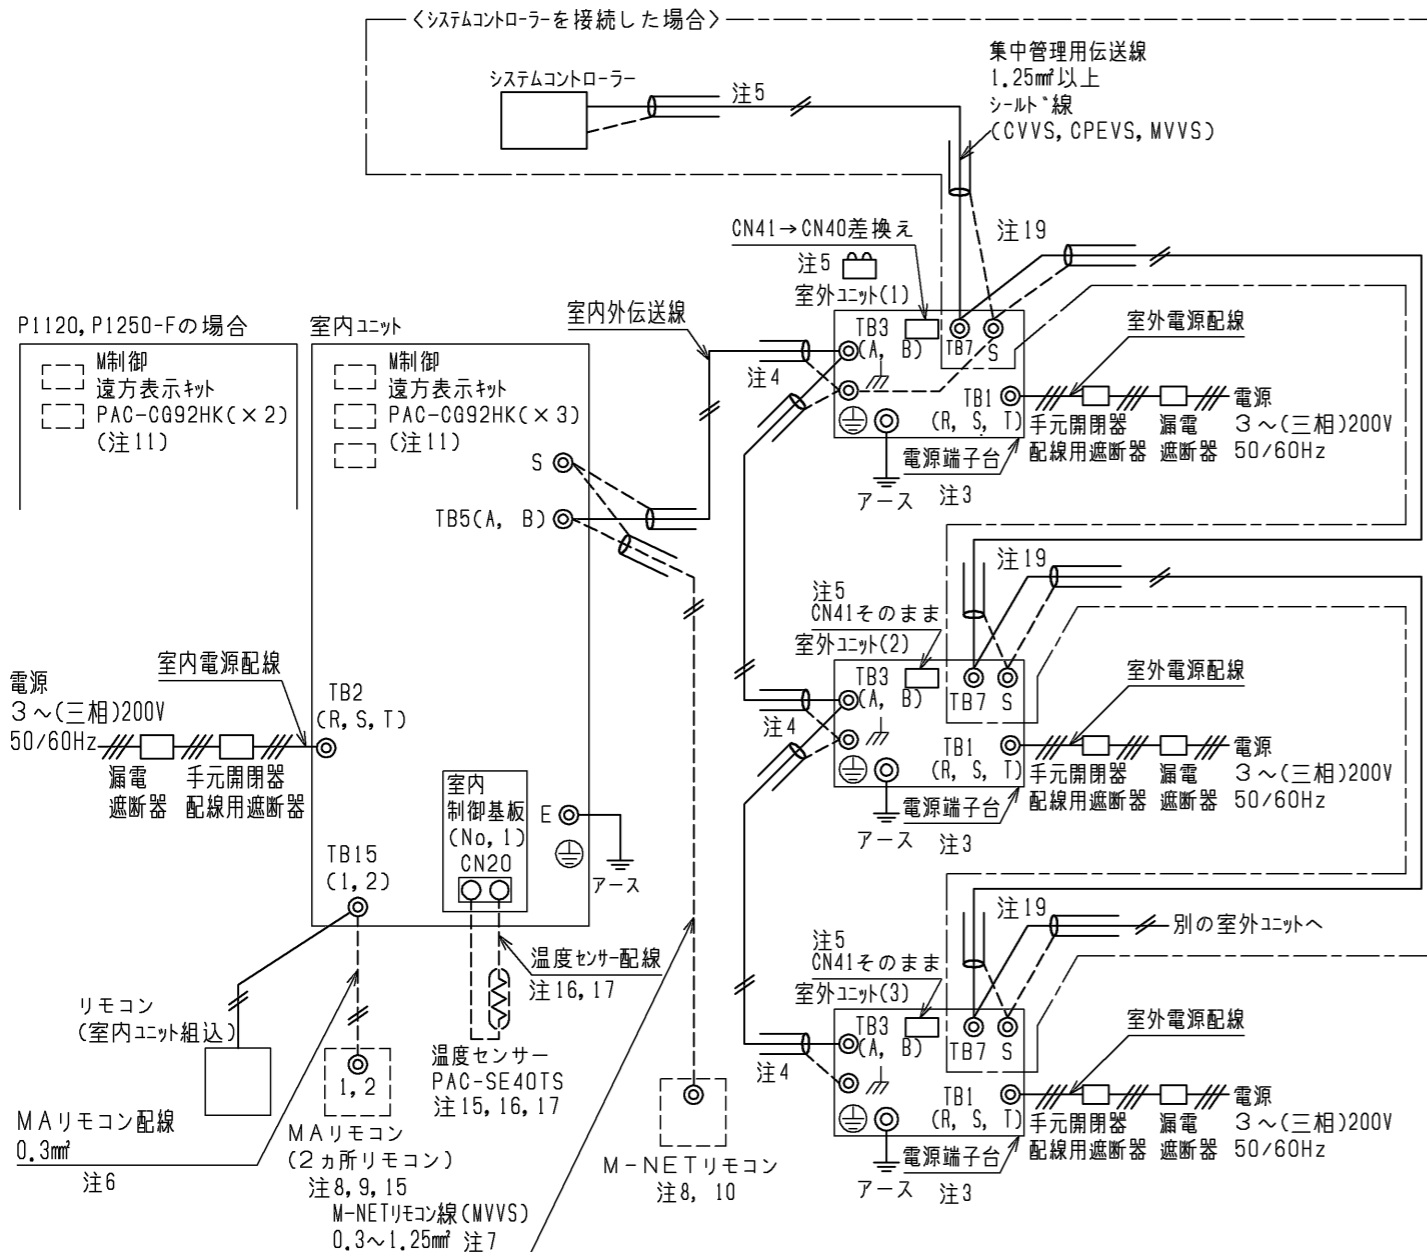 〈システムコントローラーを接続した場合〉
システムコントローラー
注5
集中管理用伝送線
1.25㎟以上
シールド線
(CVVS, CPEVS, MVVS)
CN41→CN40差換え
注5
室外ユニット(1)
注19
P1120, P1250-Fの場合
M制御
遠方表示キット
PAC-CG92HK(×2)
(注11)
室内ユニット
M制御
遠方表示キット
PAC-CG92HK(×3)
(注11)
S
TB5(A, B)
室内外伝送線
注4
TB3
(A, B)
TB7 S
TB1
(R, S, T)
室外電源配線
手元開閉器
配線用遮断器
漏電
遮断器
電源
3～(三相)200V
50/60Hz
電源端子台
アース
注3
注19
注5
CN41そのまま
室外ユニット(2)
注4
TB3
(A, B)
TB7 S
TB1
(R, S, T)
室外電源配線
手元開閉器
配線用遮断器
漏電
遮断器
電源
3～(三相)200V
50/60Hz
電源端子台
アース
注3
電源
3～(三相)200V
50/60Hz
室内電源配線
漏電
遮断器
手元開閉器
配線用遮断器
TB2
(R, S, T)
室内
制御基板
(No, 1)
CN20
E
アース
TB15
(1, 2)
温度センサー配線
注16, 17
リモコン
(室内ユニット組込)
温度センサー
PAC-SE40TS
注15, 16, 17
1, 2
MAリモコン配線
0.3㎟
注6
MAリモコン
(2ヵ所リモコン)
注8, 9, 15
M-NETリモコン線(MVVS)
0.3～1.25㎟ 注7
M-NETリモコン
注8, 10
注19
別の室外ユニットへ
注5
CN41そのまま
室外ユニット(3)
注4
TB3
(A, B)
TB7 S
TB1
(R, S, T)
室外電源配線
手元開閉器
配線用遮断器
漏電
遮断器
電源
3～(三相)200V
50/60Hz
電源端子台
アース
注3